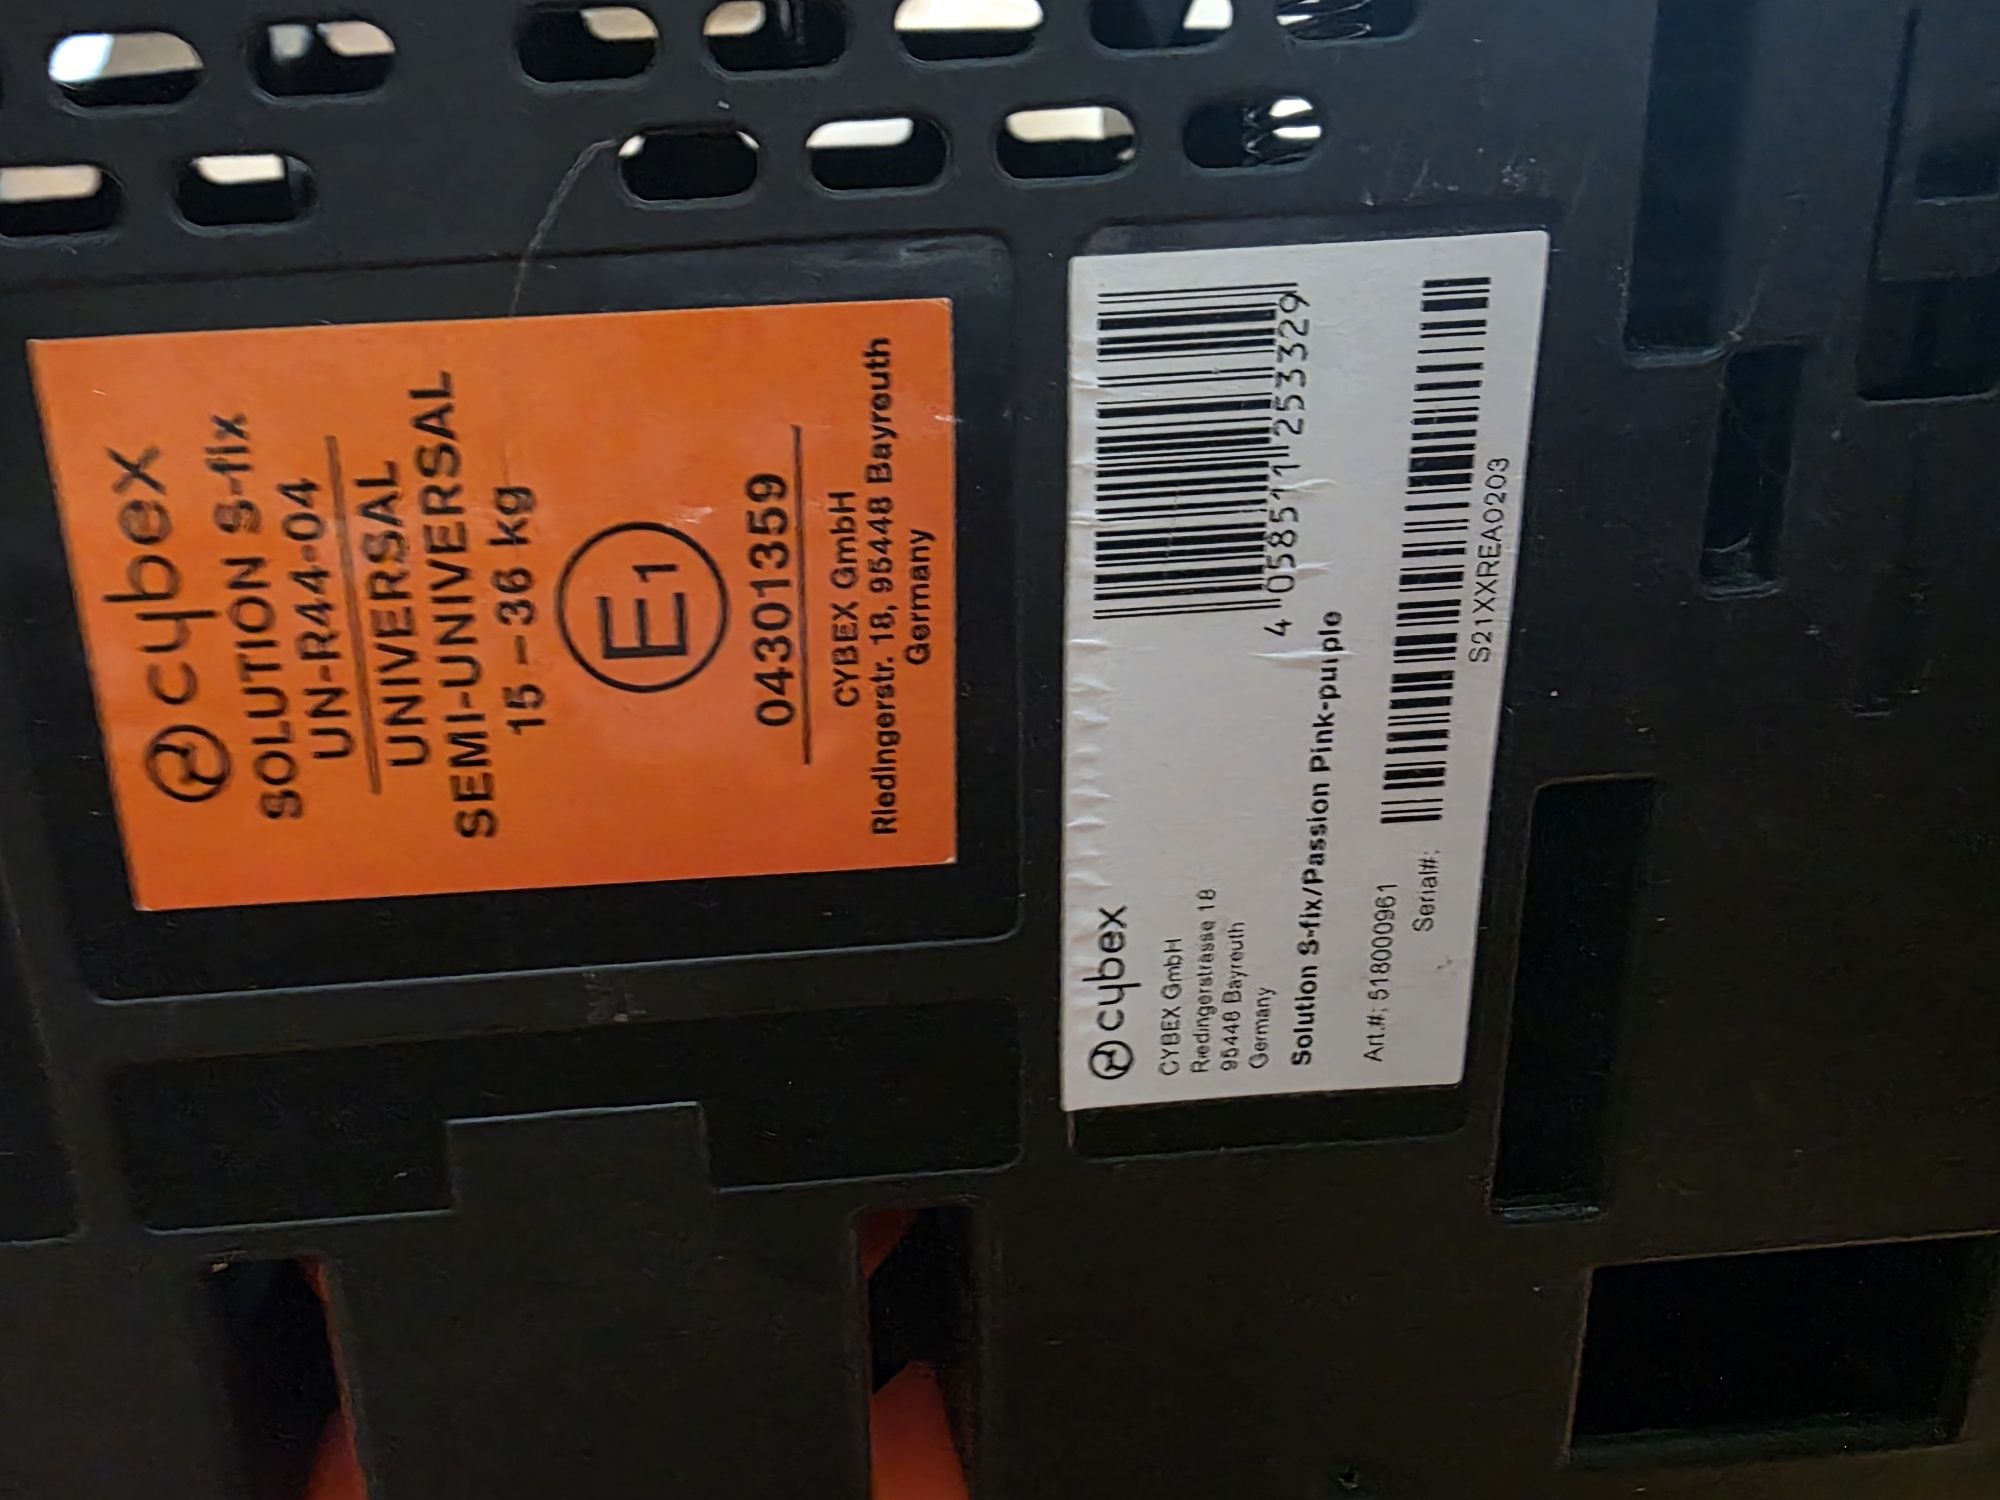 cybex
SOLUTION S-fix
UN-R44-04
UNIVERSAL
SEMI-UNIVERSAL
15 – 36 kg
E1
04301359
CYBEX GmbH
Riedingerstr. 18, 95448 Bayreuth
Germany
cybex
CYBEX GmbH
Riedingerstrasse 18
95448 Bayreuth
Germany
4 058511 253329
Solution S-fix/Passion Pink-purple
Art.#: 518000961
Serial#:
S21XXREA0203